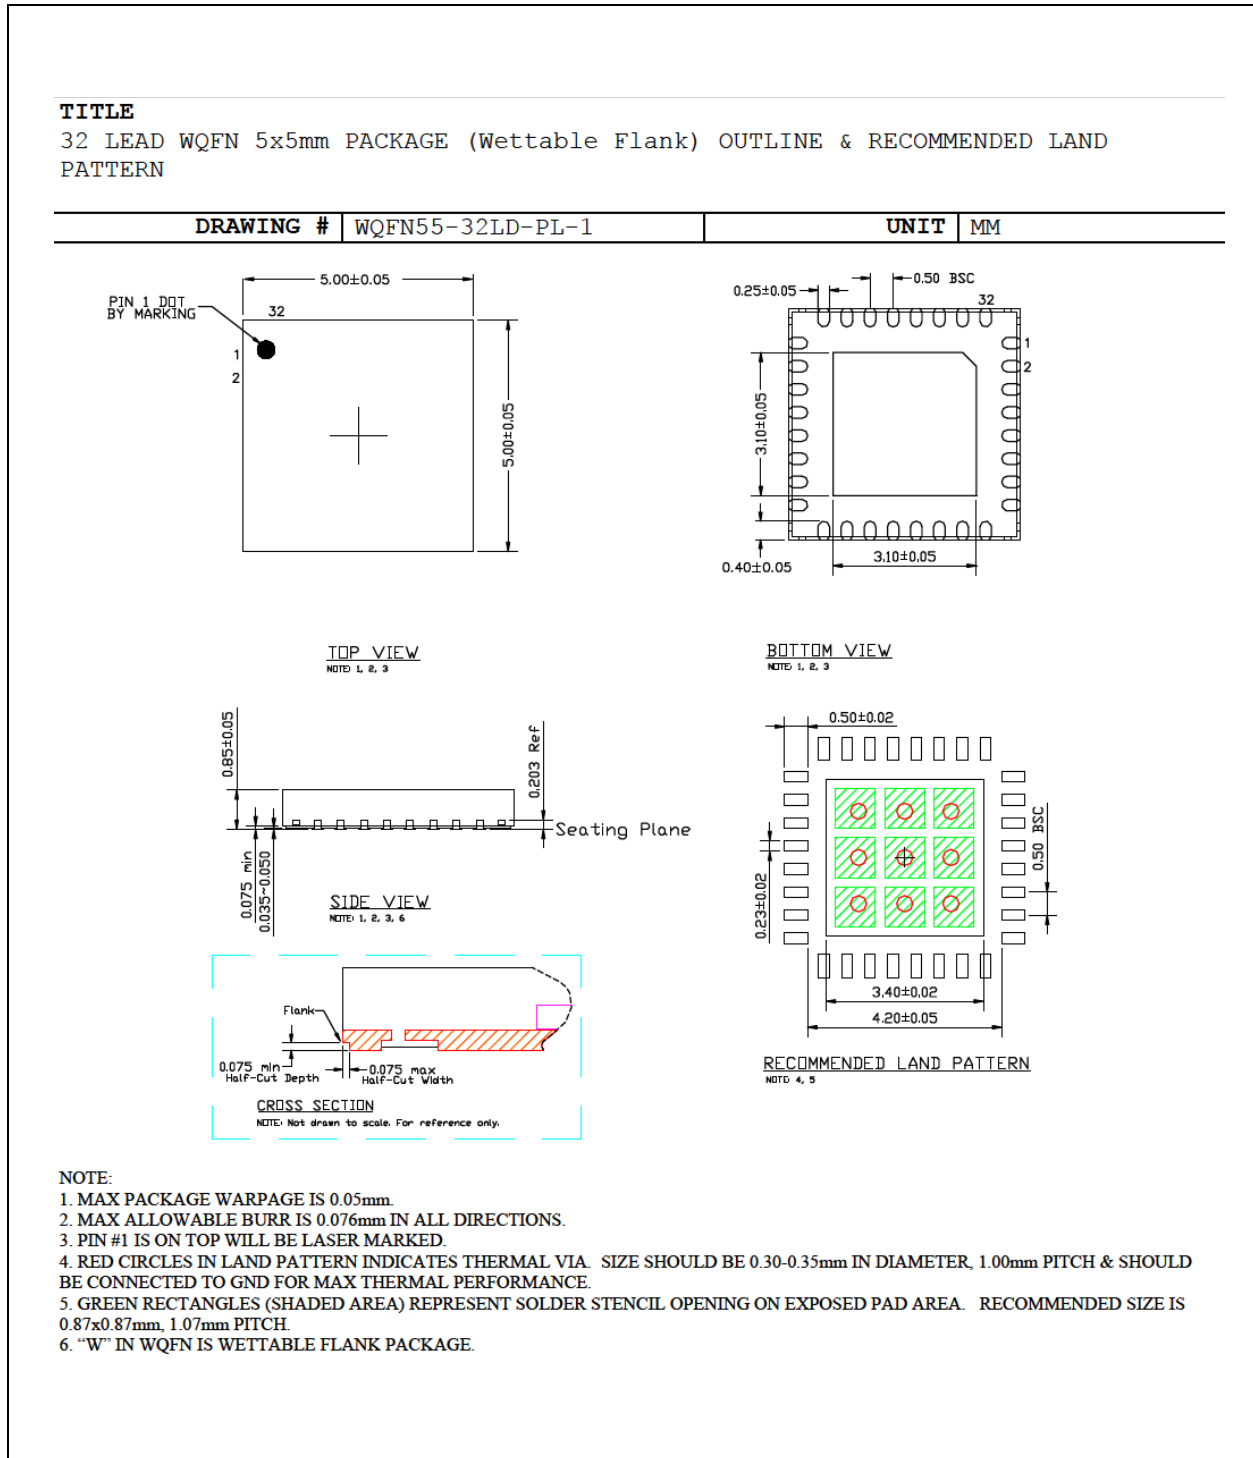 TITLE
32 LEAD WQFN 5x5mm PACKAGE (Wettable Flank) OUTLINE & RECOMMENDED LAND
PATTERN
DRAWING # WQFN55-32LD-PL-1 UNIT MM
5.00±0.05
PIN 1 DOT
BY MARKING
32
1
2
5.00±0.05
TOP VIEW
NOTE: 1, 2, 3
0.50 BSC
0.25±0.05
32
1
2
3.10±0.05
0.40±0.05
3.10±0.05
BOTTOM VIEW
NOTE: 1, 2, 3
0.85±0.05
0.203 Ref
Seating Plane
0.075 min
0.035~0.050
SIDE VIEW
NOTE: 1, 2, 3, 6
Flank
0.075 min
Half-Cut Depth
0.075 max
Half-Cut Width
CROSS SECTION
NOTE: Not drawn to scale. For reference only.
0.50±0.02
0.50 BSC
0.23±0.02
3.40±0.02
4.20±0.05
RECOMMENDED LAND PATTERN
NOTE: 4, 5
NOTE:
1. MAX PACKAGE WARPAGE IS 0.05mm.
2. MAX ALLOWABLE BURR IS 0.076mm IN ALL DIRECTIONS.
3. PIN #1 IS ON TOP WILL BE LASER MARKED.
4. RED CIRCLES IN LAND PATTERN INDICATES THERMAL VIA. SIZE SHOULD BE 0.30-0.35mm IN DIAMETER, 1.00mm PITCH & SHOULD
BE CONNECTED TO GND FOR MAX THERMAL PERFORMANCE.
5. GREEN RECTANGLES (SHADED AREA) REPRESENT SOLDER STENCIL OPENING ON EXPOSED PAD AREA. RECOMMENDED SIZE IS
0.87x0.87mm, 1.07mm PITCH.
6. “W” IN WQFN IS WETTABLE FLANK PACKAGE.